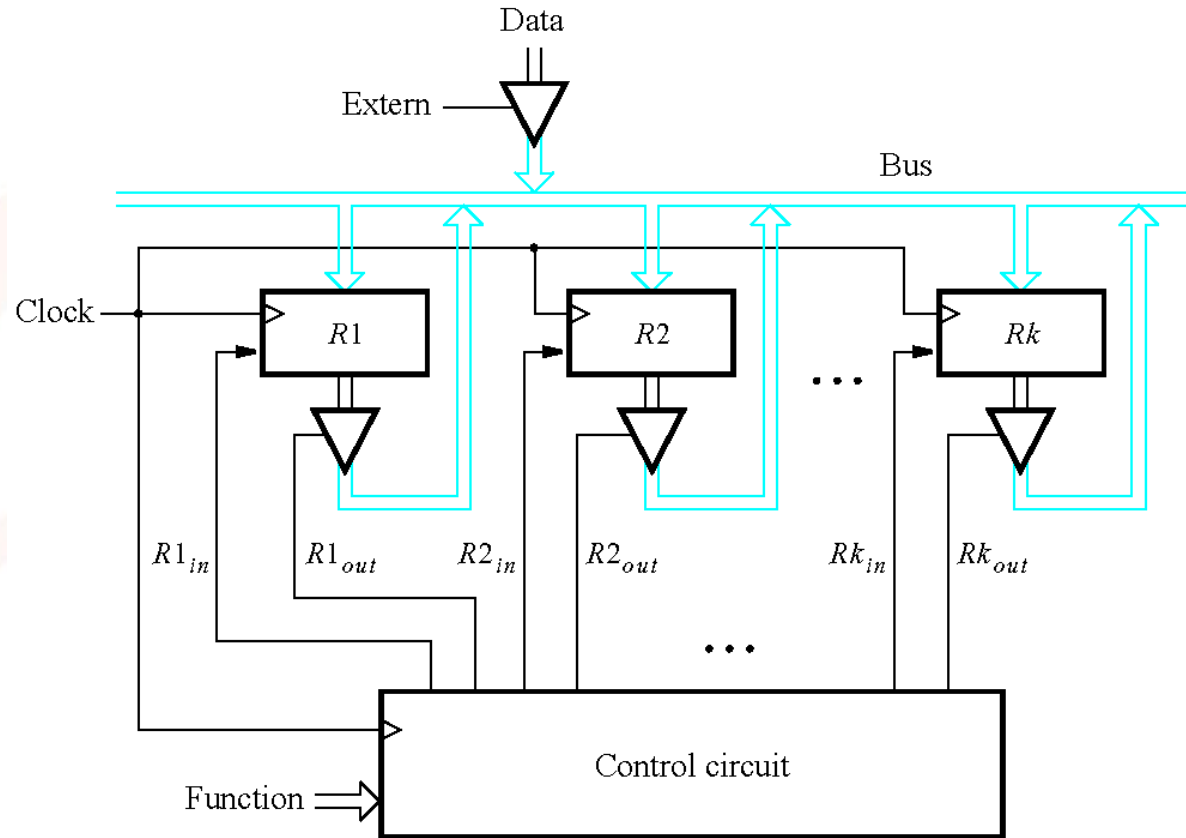 Data
Extern
Bus
Clock
R1
R2
Rk
...
R1in
R1out
R2in
R2out
Rkin
Rkout
...
Control circuit
Function